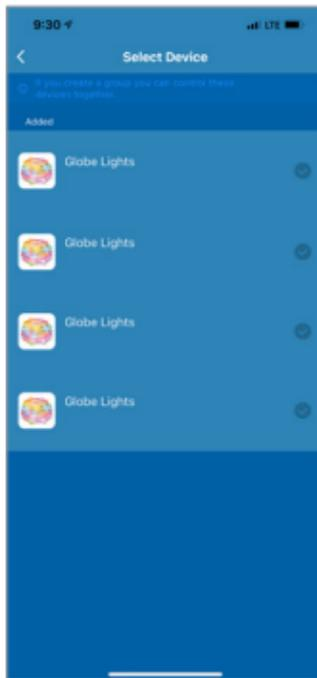 9:30
LTE
Select Device
If you create a group you can control these
devices together.
Added
Globe Lights
Globe Lights
Globe Lights
Globe Lights